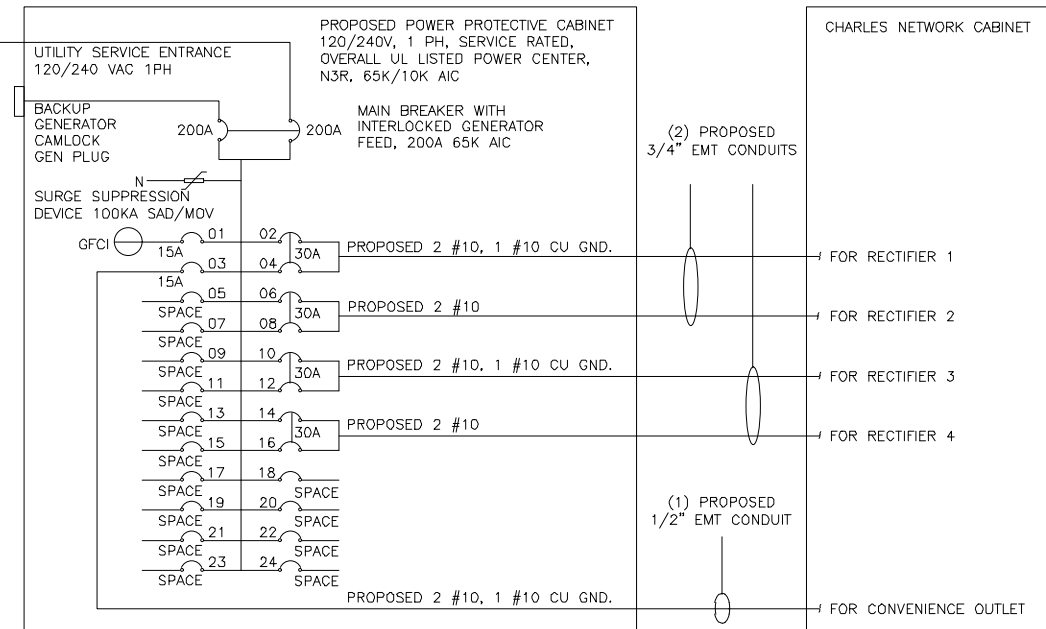 PROPOSED POWER PROTECTIVE CABINET
120/240V, 1 PH, SERVICE RATED,
OVERALL UL LISTED POWER CENTER,
N3R, 65K/10K AIC
CHARLES NETWORK CABINET
UTILITY SERVICE ENTRANCE
120/240 VAC 1PH
BACKUP
GENERATOR
CAMLOCK
GEN PLUG
200A
200A
MAIN BREAKER WITH
INTERLOCKED GENERATOR
FEED, 200A 65K AIC
(2) PROPOSED
3/4" EMT CONDUITS
N
SURGE SUPPRESSION
DEVICE 100KA SAD/MOV
GFCI
15A
01
02
30A
PROPOSED 2 #10, 1 #10 CU GND.
FOR RECTIFIER 1
15A
03
04
SPACE
05
06
30A
PROPOSED 2 #10
FOR RECTIFIER 2
SPACE
07
08
SPACE
09
10
30A
PROPOSED 2 #10, 1 #10 CU GND.
FOR RECTIFIER 3
SPACE
11
12
SPACE
13
14
30A
PROPOSED 2 #10
FOR RECTIFIER 4
SPACE
15
16
SPACE
17
18
SPACE
SPACE
19
20
SPACE
SPACE
21
22
SPACE
SPACE
23
24
SPACE
(1) PROPOSED
1/2" EMT CONDUIT
PROPOSED 2 #10, 1 #10 CU GND.
FOR CONVENIENCE OUTLET